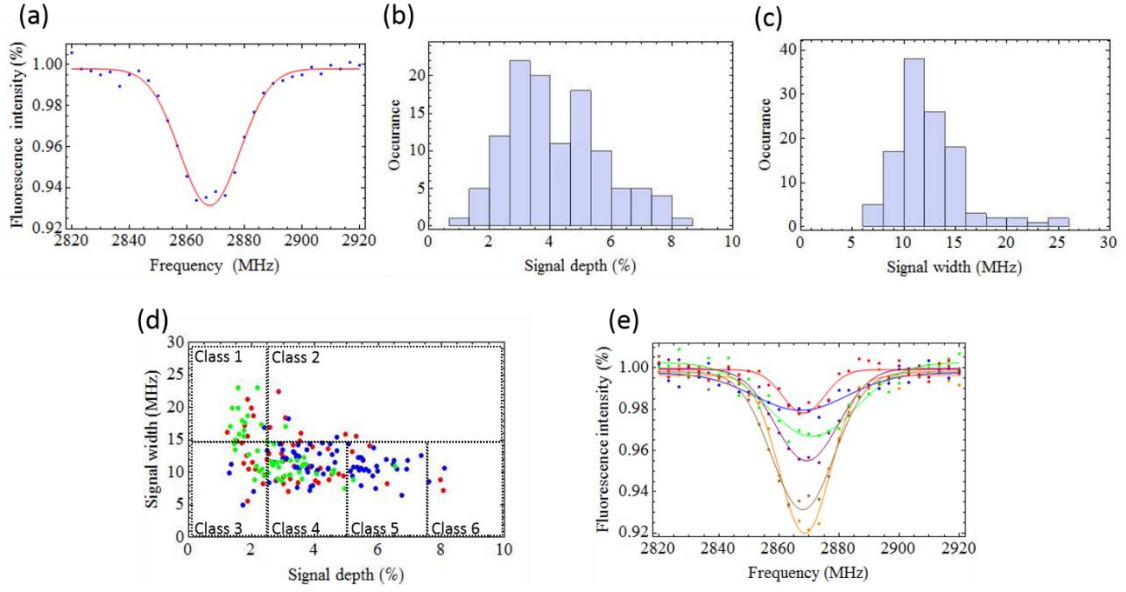 (a)
Fluorescence intensity (%)
1.00
0.98
0.96
0.94
0.92
2820 2840 2860 2880 2900 2920
Frequency (MHz)
(b)
Occurance
20
10
0
0 2 4 6 8 10
Signal depth (%)
(c)
Occurance
40
30
20
10
0
0 5 10 15 20 25 30
Signal width (MHz)
(d)
Signal width (MHz)
30
25
20
15
10
5
0
Class 1 Class 2
Class 3 Class 4 Class 5 Class 6
0 2 4 6 8 10
Signal depth (%)
(e)
Fluorescence intensity (%)
1.00
0.98
0.96
0.94
0.92
2820 2840 2860 2880 2900 2920
Frequency (MHz)